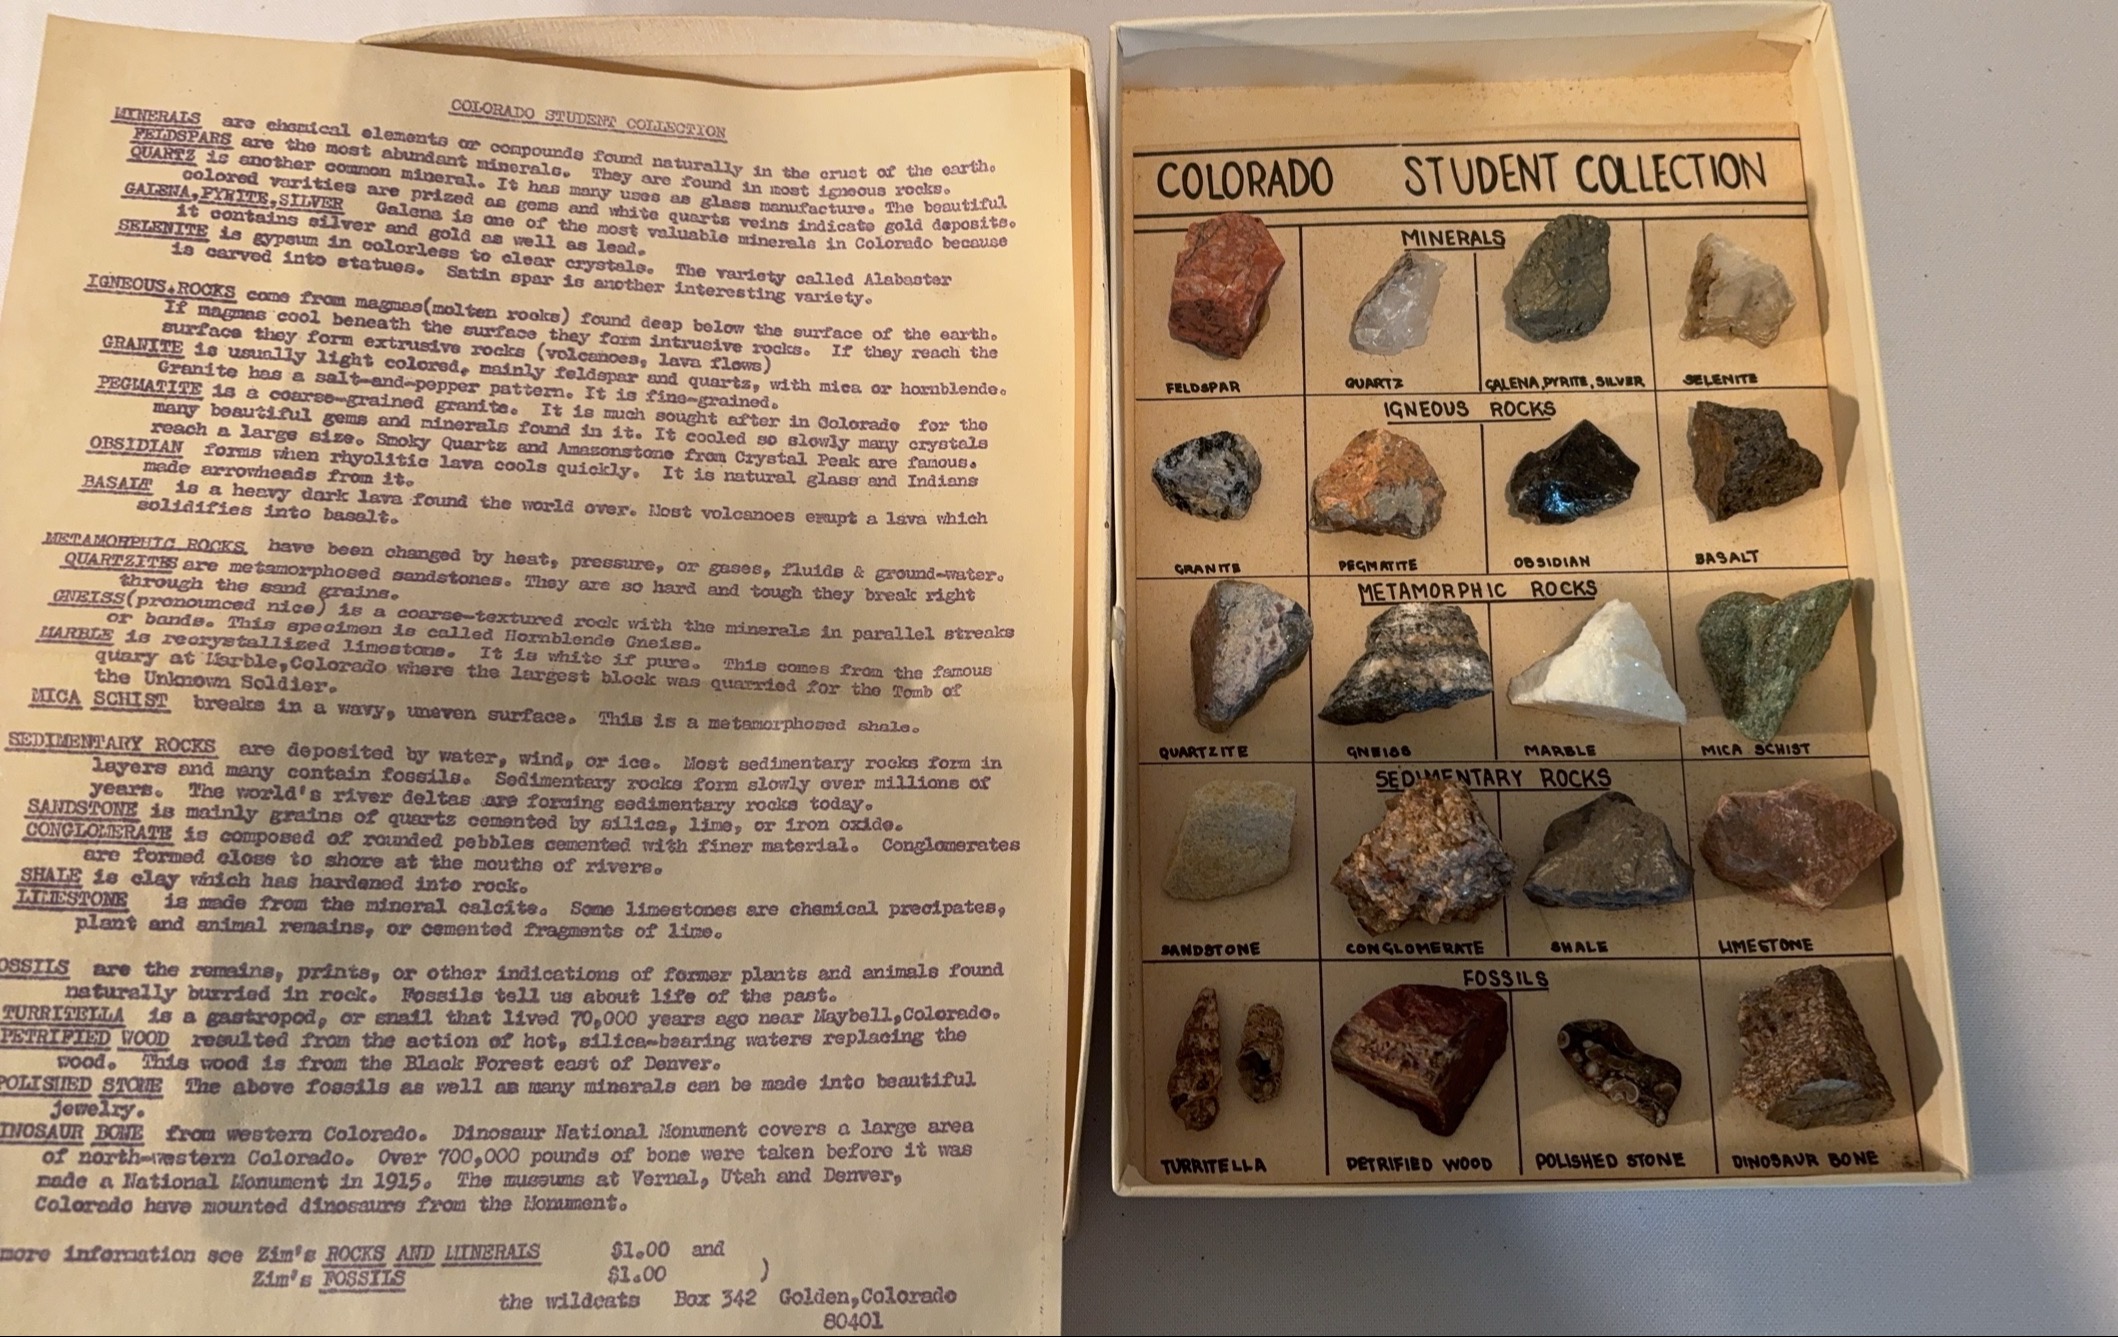 COLORADO STUDENT COLLECTION
MINERALS are chemical elements or compounds found naturally in the crust of the earth.
FELDSPARS are the most abundant minerals. They are found in most igneous rocks.
QUARTZ is another common mineral. It has many uses as glass manufacture. The beautiful
colored varities are prized as gems and white quartz veins indicate gold deposits.
GALENA,PYRITE,SILVER Galena is one of the most valuable minerals in Colorado because
it contains silver and gold as well as lead.
SELENITE is gypsum in colorless to clear crystals. The variety called Alabaster
is carved into statues. Satin spar is another interesting variety.
IGNEOUS ROCKS come from magmas(molten rocks) found deep below the surface of the earth.
If magmas cool beneath the surface they form intrusive rocks. If they reach the
surface they form extrusive rocks (volcanoes, lava flows)
GRANITE is usually light colored, mainly feldspar and quartz, with mica or hornblende.
Granite has a salt-and-pepper pattern. It is fine-grained.
PEGMATITE is a coarse-grained granite. It is much sought after in Colorado for the
many beautiful gems and minerals found in it. It cooled so slowly many crystals
reach a large size. Smoky Quartz and Amazonstone from Crystal Peak are famous.
OBSIDIAN forms when rhyolitic lava cools quickly. It is natural glass and Indians
made arrowheads from it.
BASALT is a heavy dark lava found the world over. Most volcanoes erupt a lava which
solidifies into basalt.
METAMORPHIC ROCKS have been changed by heat, pressure, or gases, fluids & ground-water.
QUARTZITES are metamorphosed sandstones. They are so hard and tough they break right
through the sand grains.
GNEISS(pronounced nice) is a coarse-textured rock with the minerals in parallel streaks
or bands. This specimen is called Hornblende Gneiss.
MARBLE is recrystallized limestone. It is white if pure. This comes from the famous
quary at Marble,Colorado where the largest block was quarried for the Tomb of
the Unknown Soldier.
MICA SCHIST breaks in a wavy, uneven surface. This is a metamorphosed shale.
SEDIMENTARY ROCKS are deposited by water, wind, or ice. Most sedimentary rocks form in
layers and many contain fossils. Sedimentary rocks form slowly over millions of
years. The world's river deltas are forming sedimentary rocks today.
SANDSTONE is mainly grains of quartz cemented by silica, lime, or iron oxide.
CONGLOMERATE is composed of rounded pebbles cemented with finer material. Conglomerates
are formed close to shore at the mouths of rivers.
SHALE is clay which has hardened into rock.
LIMESTONE is made from the mineral calcite. Some limestones are chemical precipates,
plant and animal remains, or cemented fragments of lime.
OSSILS are the remains, prints, or other indications of former plants and animals found
naturally burried in rock. Fossils tell us about life of the past.
TURRITELLA is a gastropod, or snail that lived 70,000 years ago near Maybell,Colorado.
PETRIFIED WOOD resulted from the action of hot, silica-bearing waters replacing the
wood. This wood is from the Black Forest east of Denver.
POLISHED STONE The above fossils as well as many minerals can be made into beautiful
jewelry.
INOSAUR BONE from western Colorado. Dinosaur National Monument covers a large area
of north-western Colorado. Over 700,000 pounds of bone were taken before it was
made a National Monument in 1915. The museums at Vernal, Utah and Denver,
Colorado have mounted dinosaurs from the Monument.
more information see Zim's ROCKS AND MINERALS $1.00 and
Zim's FOSSILS $1.00 )
the wildcats Box 342 Golden,Colorado
80401
COLORADO STUDENT COLLECTION
MINERALS
FELDSPAR QUARTZ GALENA,PYRITE,SILVER SELENITE
IGNEOUS ROCKS
GRANITE PEGMATITE OBSIDIAN BASALT
METAMORPHIC ROCKS
QUARTZITE GNEISS MARBLE MICA SCHIST
SEDIMENTARY ROCKS
SANDSTONE CONGLOMERATE SHALE LIMESTONE
FOSSILS
TURRITELLA PETRIFIED WOOD POLISHED STONE DINOSAUR BONE